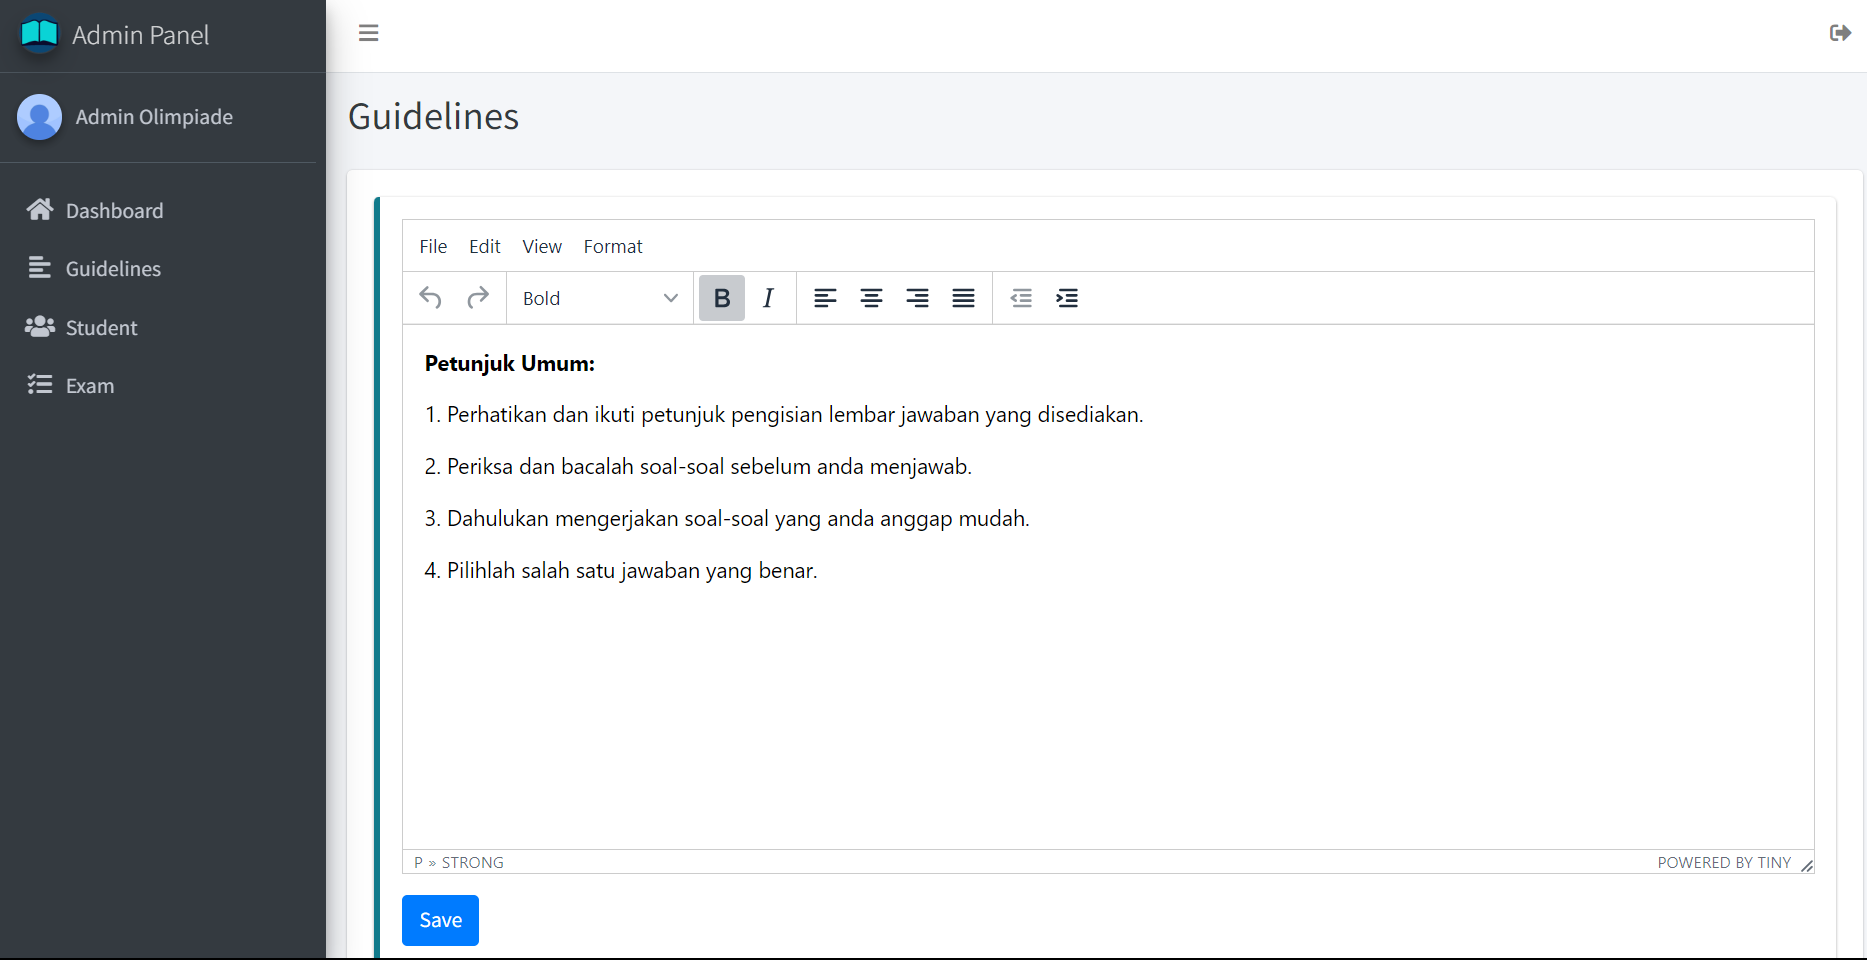 Admin Panel
Admin Olimpiade
Dashboard
Guidelines
Student
Exam
Guidelines
File Edit View Format
Bold B I
Petunjuk Umum:
1. Perhatikan dan ikuti petunjuk pengisian lembar jawaban yang disediakan.
2. Periksa dan bacalah soal-soal sebelum anda menjawab.
3. Dahulukan mengerjakan soal-soal yang anda anggap mudah.
4. Pilihlah salah satu jawaban yang benar.
P » STRONG POWERED BY TINY
Save